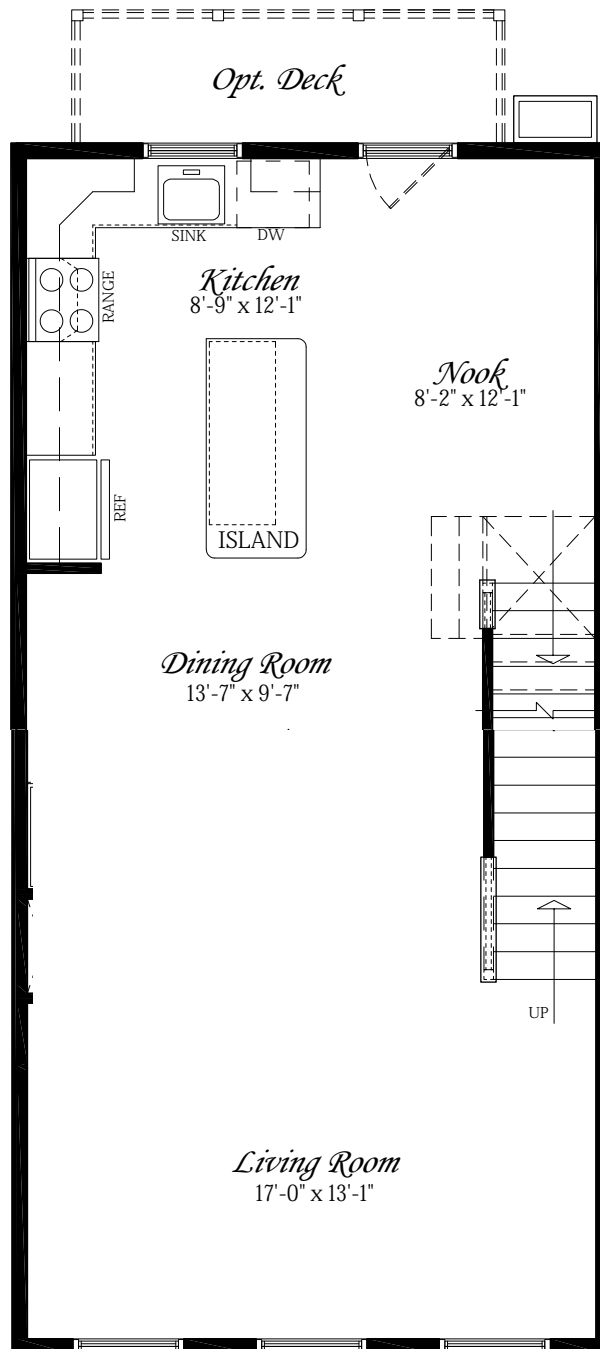 Opt. Deck
SINK
DW
RANGE
Kitchen
8'-9" x 12'-1"
Nook
8'-2" x 12'-1"
REF
ISLAND
Dining Room
13'-7" x 9'-7"
UP
Living Room
17'-0" x 13'-1"